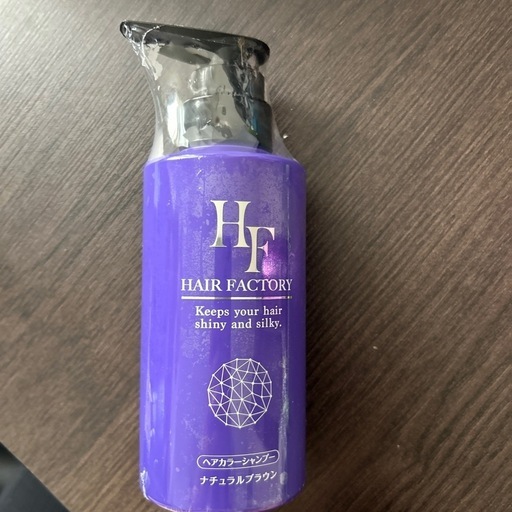 HF
HAIR FACTORY
Keeps your hair
shiny and silky.
ヘアカラーシャンプー
ナチュラルブラウン